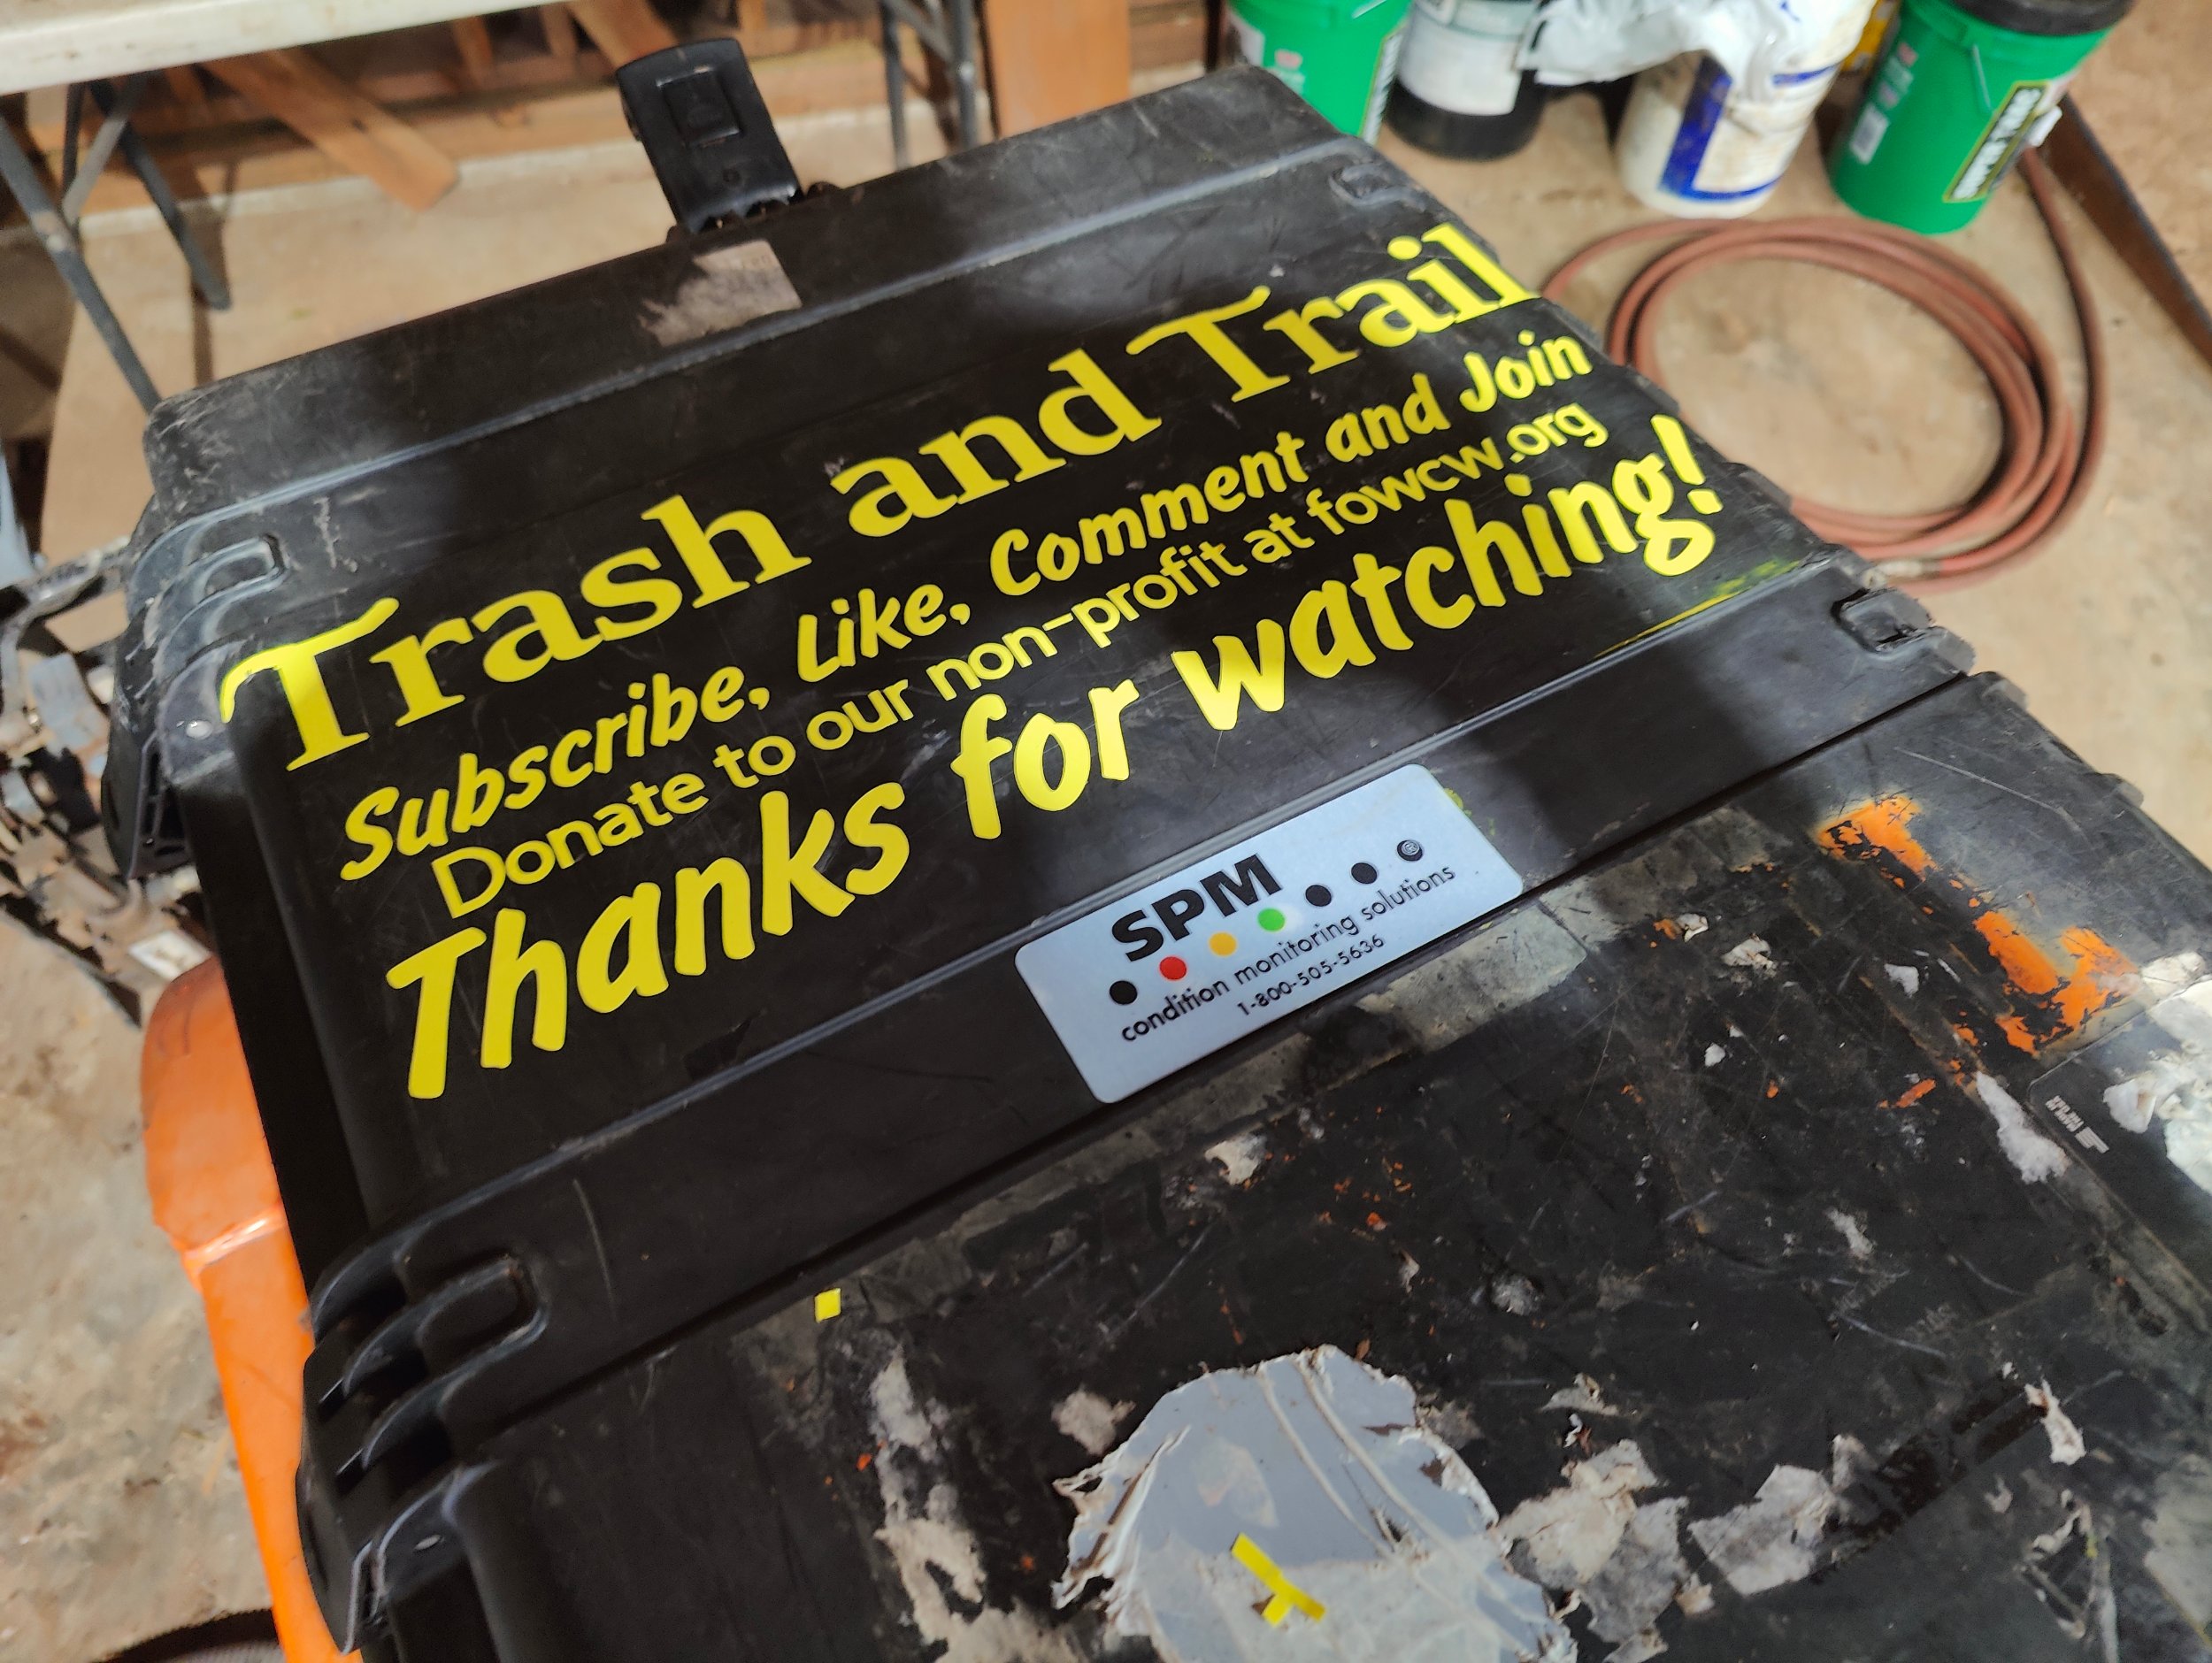 Trash and Trail
Subscribe, Like, Comment and Join
Donate to our non-profit at fowcw.org
Thanks for watching!
SPM
®
condition monitoring solutions
1-800-505-5636